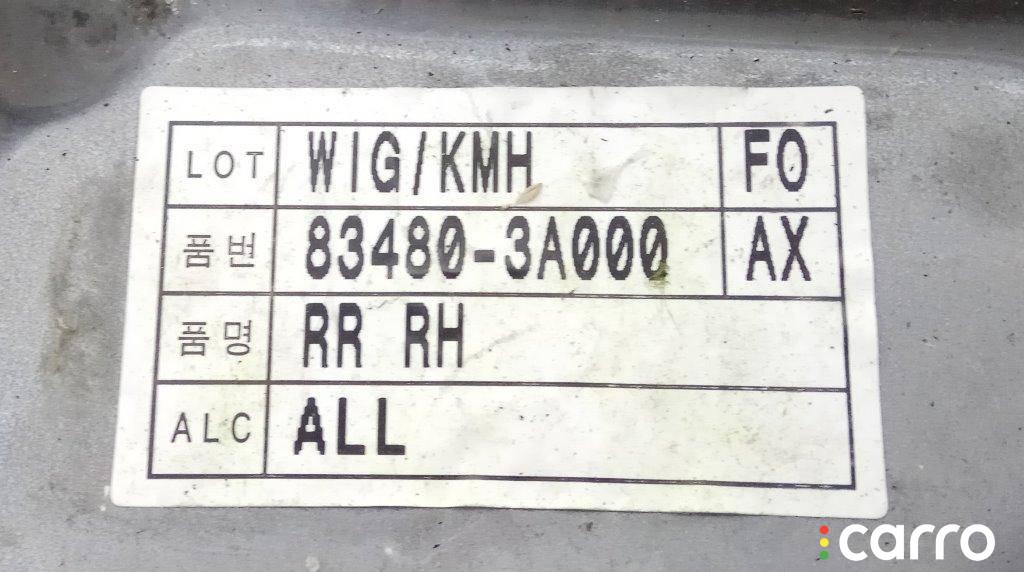 LOT WIG/KMH FO
품번 83480-3A000 AX
품명 RR RH
ALC ALL
carro